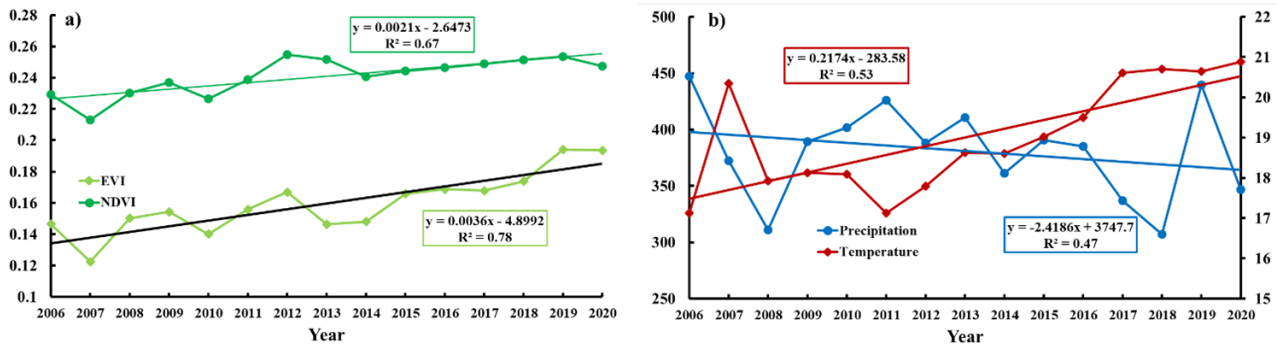 a)
0.28
0.26
0.24
0.22
0.2
0.18
0.16
0.14
0.12
0.1
y = 0.0021x - 2.6473
R² = 0.67
EVI
NDVI
y = 0.0036x - 4.8992
R² = 0.78
2006 2007 2008 2009 2010 2011 2012 2013 2014 2015 2016 2017 2018 2019 2020
Year
b)
500
450
400
350
300
250
y = 0.2174x - 283.58
R² = 0.53
y = -2.4186x + 3747.7
R² = 0.47
Precipitation
Temperature
22
21
20
19
18
17
16
15
2006 2007 2008 2009 2010 2011 2012 2013 2014 2015 2016 2017 2018 2019 2020
Year